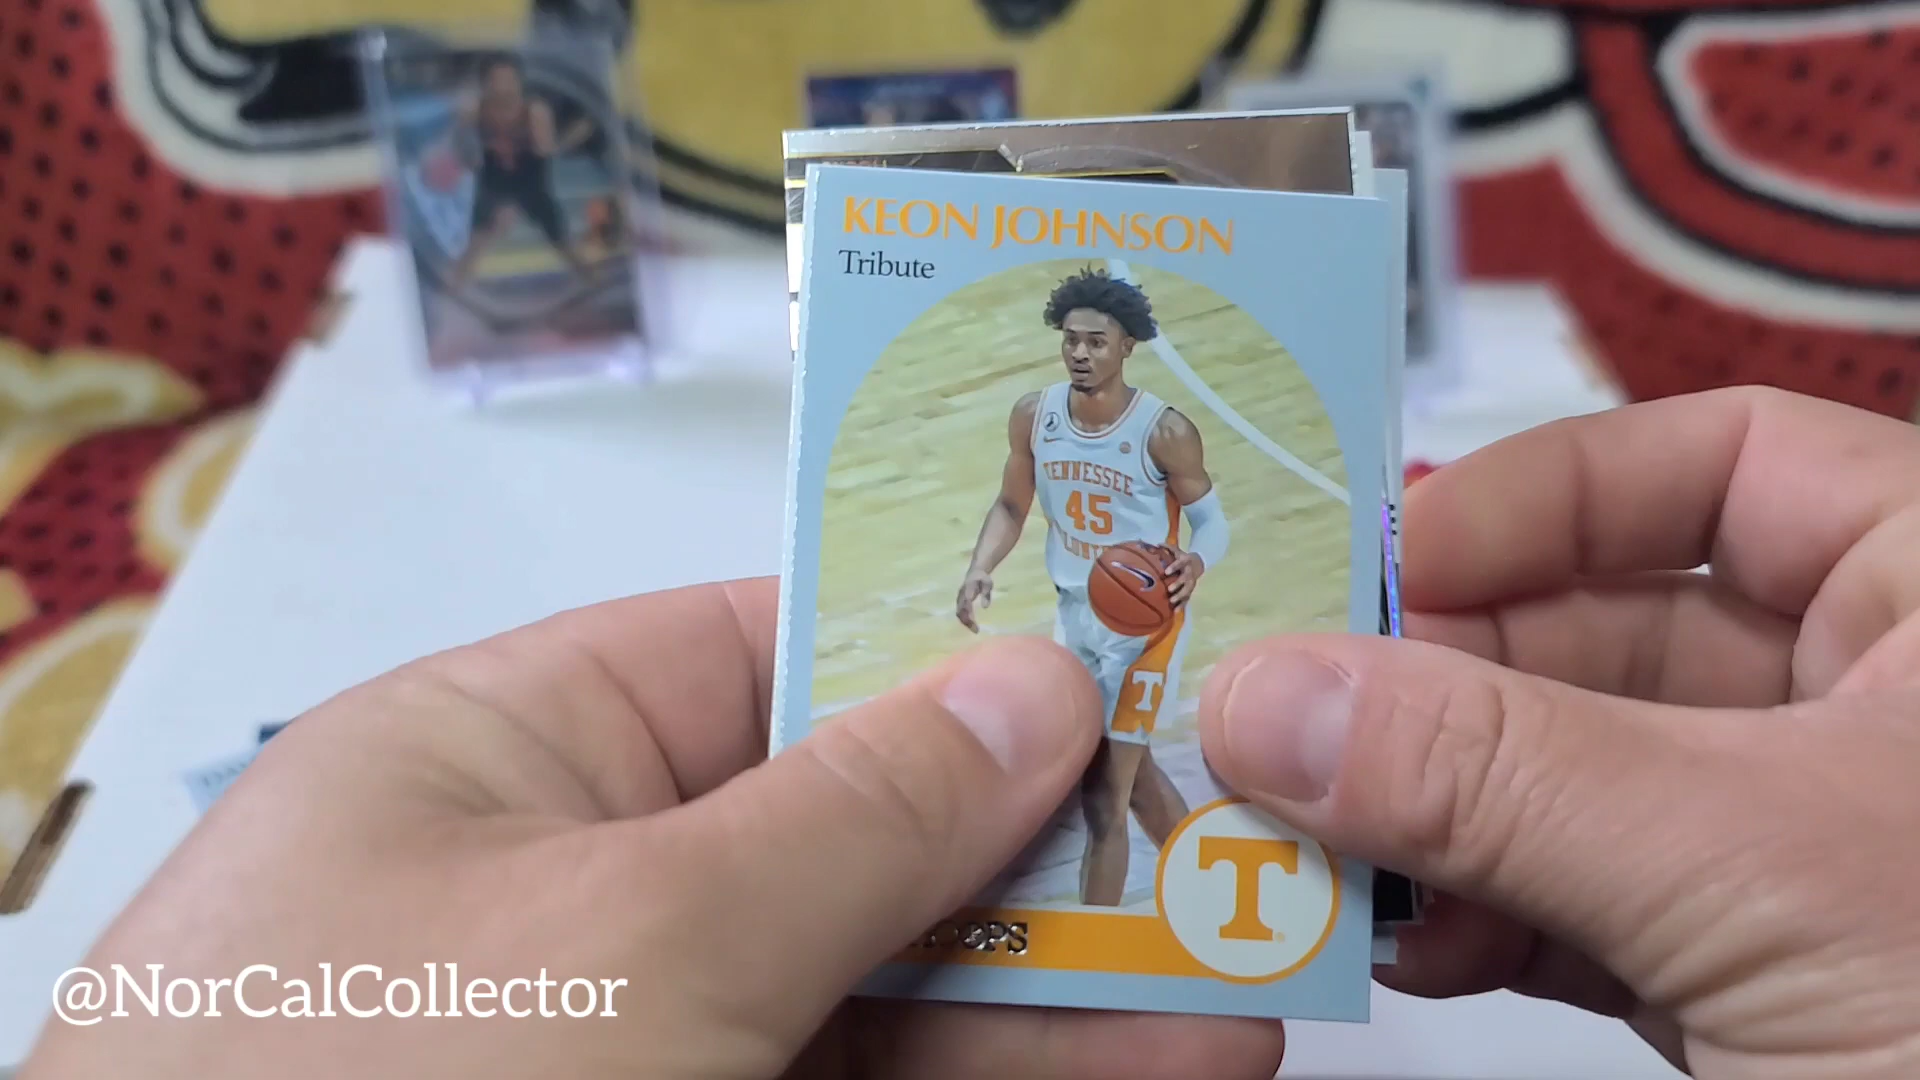 KEON JOHNSON
Tribute
TENNESSEE
45
T
HOOPS
T
@NorCalCollector